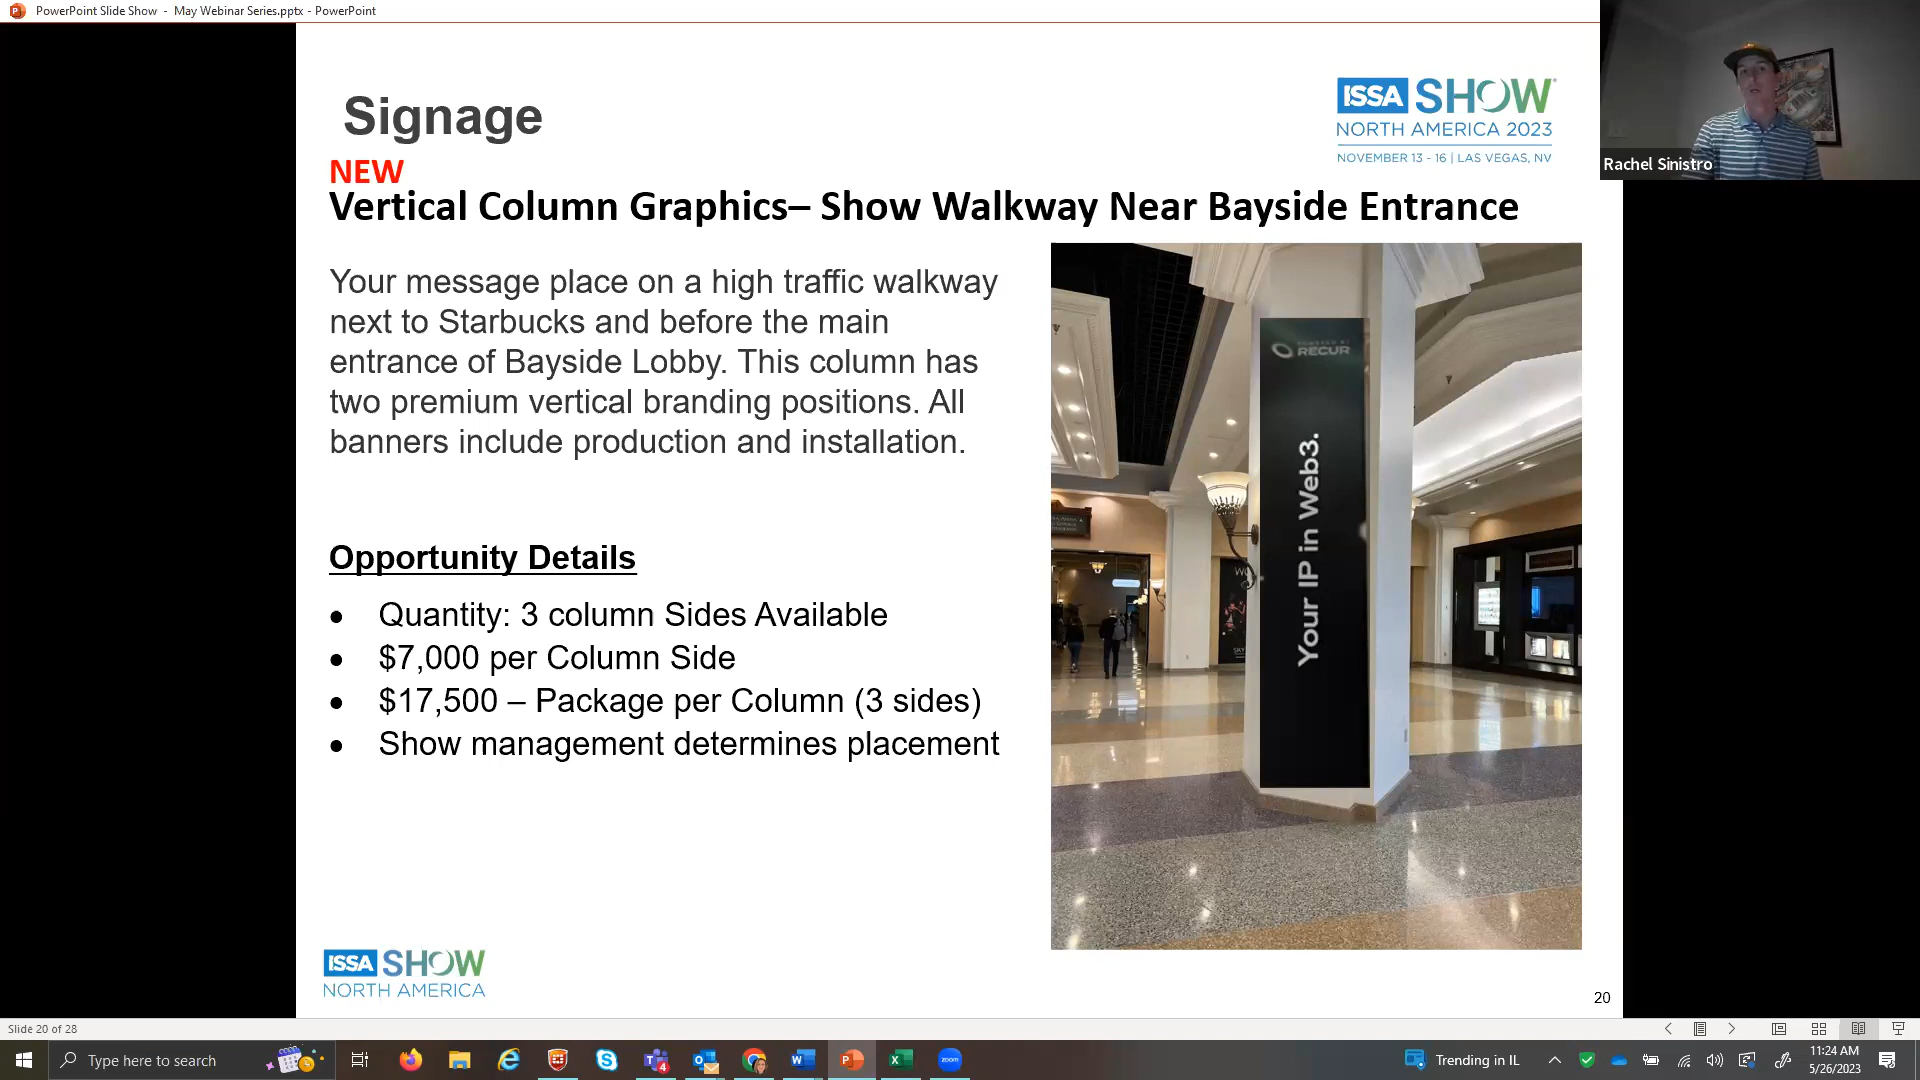 PowerPoint Slide Show - May Webinar Series.pptx - PowerPoint
Signage
ISSA SHOW
NORTH AMERICA 2023
NOVEMBER 13 - 16 | LAS VEGAS, NV
Rachel Sinistro
NEW
Vertical Column Graphics– Show Walkway Near Bayside Entrance
Your message place on a high traffic walkway
next to Starbucks and before the main
entrance of Bayside Lobby. This column has
two premium vertical branding positions. All
banners include production and installation.
RECUR
Your IP in Web3.
Opportunity Details
• Quantity: 3 column Sides Available
• $7,000 per Column Side
• $17,500 – Package per Column (3 sides)
• Show management determines placement
ISSA SHOW
NORTH AMERICA
20
Slide 20 of 28
Type here to search
4
zoom
Trending in IL
11:24 AM
5/26/2023